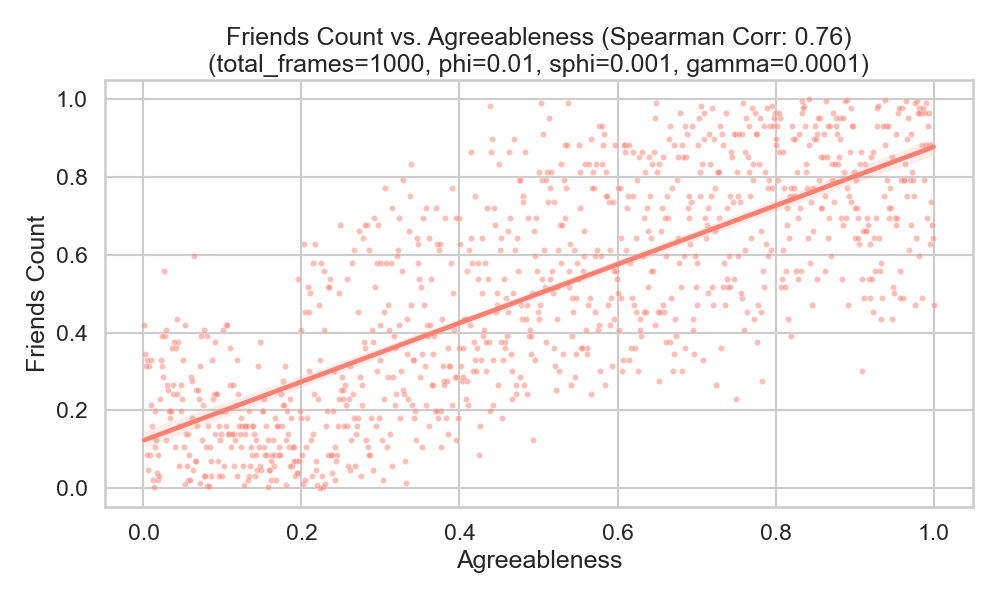 Friends Count vs. Agreeableness (Spearman Corr: 0.76)
(total_frames=1000, phi=0.01, sphi=0.001, gamma=0.0001)
Friends Count
1.0
0.8
0.6
0.4
0.2
0.0
0.0 0.2 0.4 0.6 0.8 1.0
Agreeableness